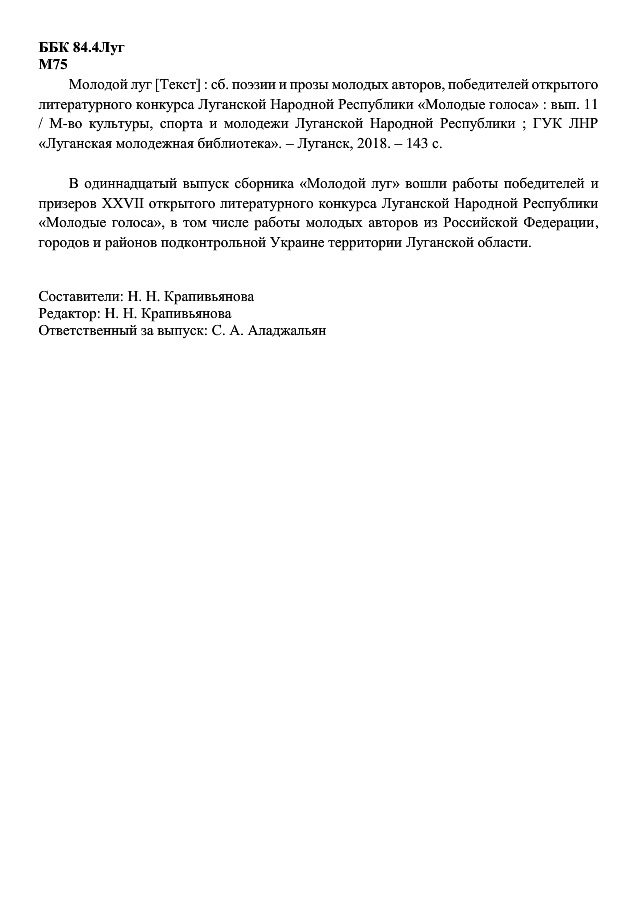 ББК 84.4Луг
М75
Молодой луг [Текст] : сб. поэзии и прозы молодых авторов, победителей открытого
литературного конкурса Луганской Народной Республики «Молодые голоса» : вып. 11
/ М-во культуры, спорта и молодежи Луганской Народной Республики ; ГУК ЛНР
«Луганская молодежная библиотека». – Луганск, 2018. – 143 с.
В одиннадцатый выпуск сборника «Молодой луг» вошли работы победителей и
призеров XXVII открытого литературного конкурса Луганской Народной Республики
«Молодые голоса», в том числе работы молодых авторов из Российской Федерации,
городов и районов подконтрольной Украине территории Луганской области.
Составители: Н. Н. Крапивьянова
Редактор: Н. Н. Крапивьянова
Ответственный за выпуск: С. А. Аладжальян